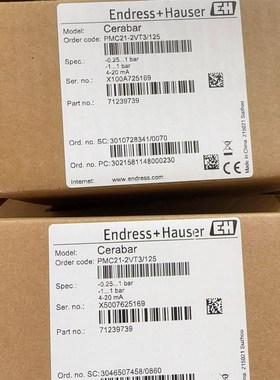 Endress+Hauser EH
Model: Cerabar
Order code: PMC21-2VT3/125
Spec.: -0.25...1 bar
-1...1 bar
4-20 mA
Ser. no.: X100A725169
Part no.:
71239739
Ord. no. SC: 3010728341/0070
Ord. no. PC: 3021581148000230
Internet: www.endress.com
Made in China, 215021 Suzhou
Endress+Hauser EH
Model: Cerabar
Order code: PMC21-2VT3/125
Spec.: -0.25...1 bar
-1...1 bar
4-20 mA
Ser. no.: X5007625169
Part no.:
71239739
Ord. no. SC: 3046507458/0860
215021 Suzhou